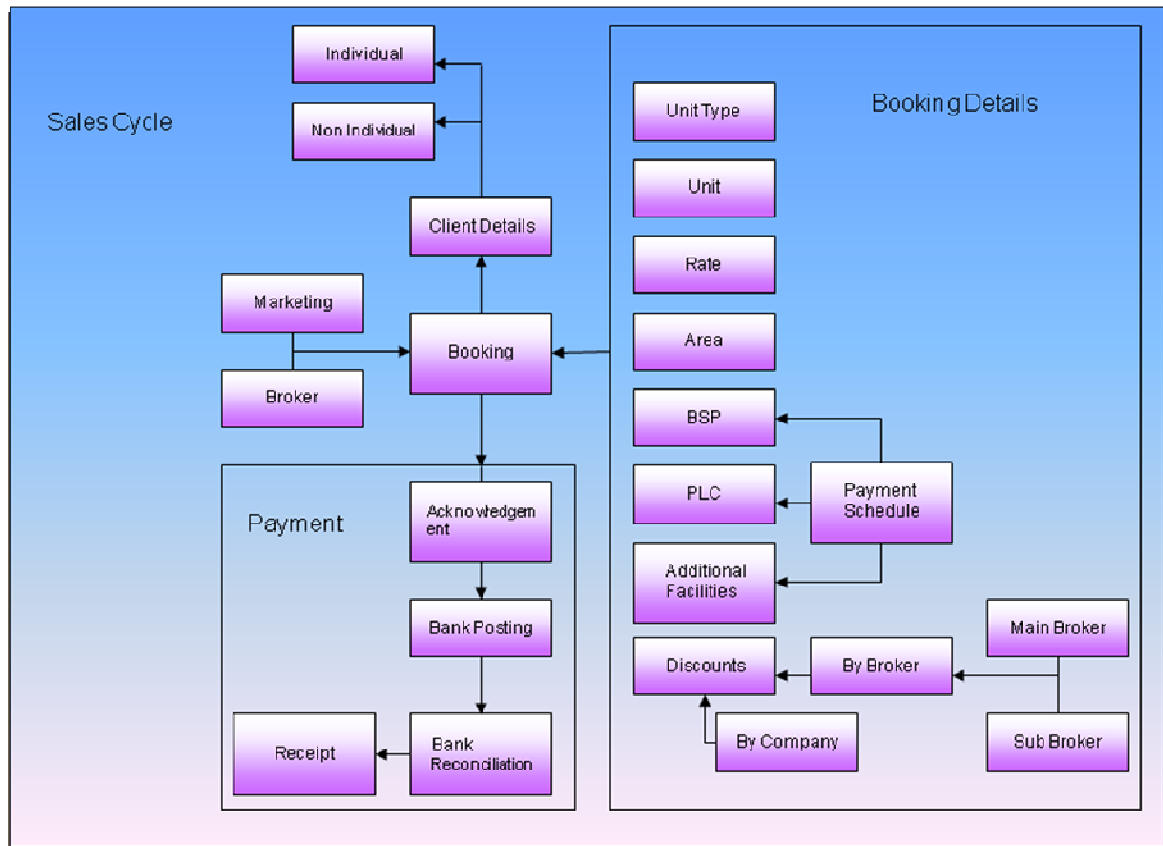 Sales Cycle
Individual
Non Individual
Client Details
Marketing
Booking
Broker
Payment
Acknowledgem
ent
Bank Posting
Bank
Reconciliation
Receipt
Booking Details
Unit Type
Unit
Rate
Area
BSP
PLC
Payment
Schedule
Additional
Facilities
Discounts
By Broker
Main Broker
Sub Broker
By Company